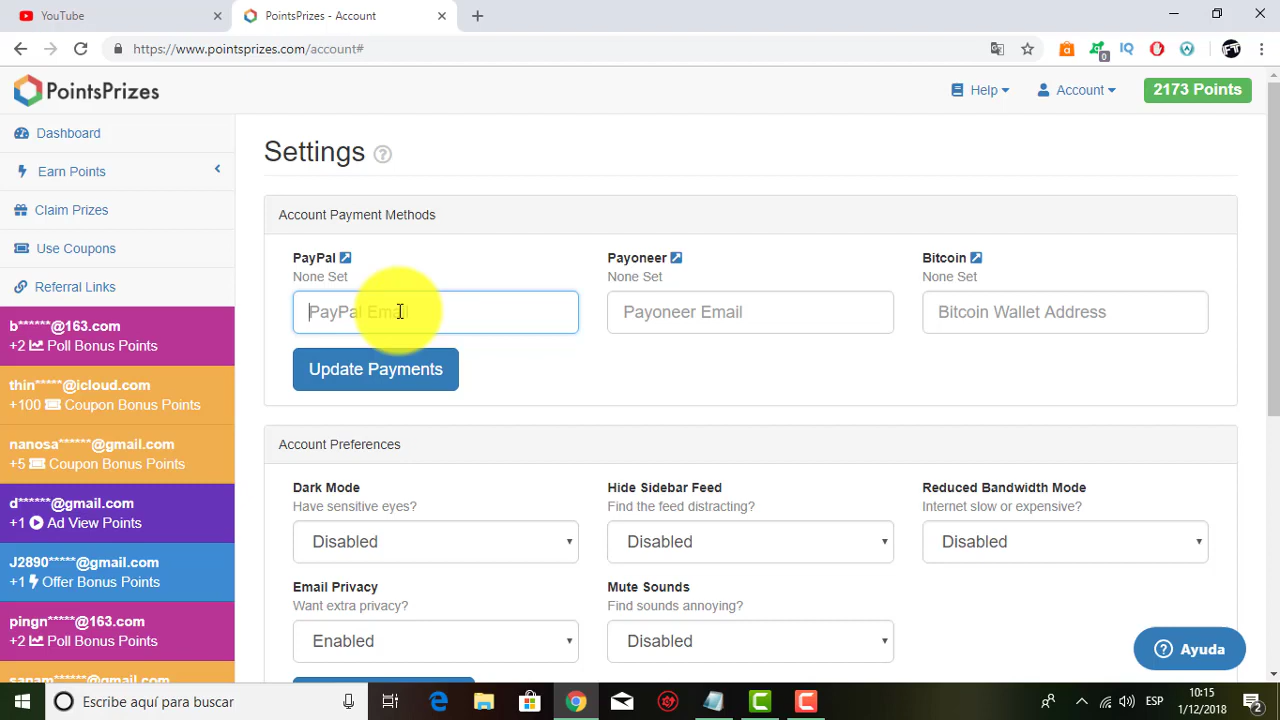 YouTube
PointsPrizes - Account
https://www.pointsprizes.com/account#
0
IQ
PointsPrizes
Help
Account
2173 Points
Dashboard
Earn Points
Claim Prizes
Use Coupons
Referral Links
b******@163.com
+2 Poll Bonus Points
thin*****@icloud.com
+100 Coupon Bonus Points
nanosa******@gmail.com
+5 Coupon Bonus Points
d******@gmail.com
+1 Ad View Points
J2890*****@gmail.com
+1 Offer Bonus Points
pingn*****@163.com
+2 Poll Bonus Points
Settings
Account Payment Methods
PayPal
None Set
PayPal Email
Payoneer
None Set
Payoneer Email
Bitcoin
None Set
Bitcoin Wallet Address
Update Payments
Account Preferences
Dark Mode
Have sensitive eyes?
Disabled
Hide Sidebar Feed
Find the feed distracting?
Disabled
Reduced Bandwidth Mode
Internet slow or expensive?
Disabled
Email Privacy
Want extra privacy?
Enabled
Mute Sounds
Find sounds annoying?
Disabled
Ayuda
Escribe aquí para buscar
ESP
10:15
1/12/2018
2